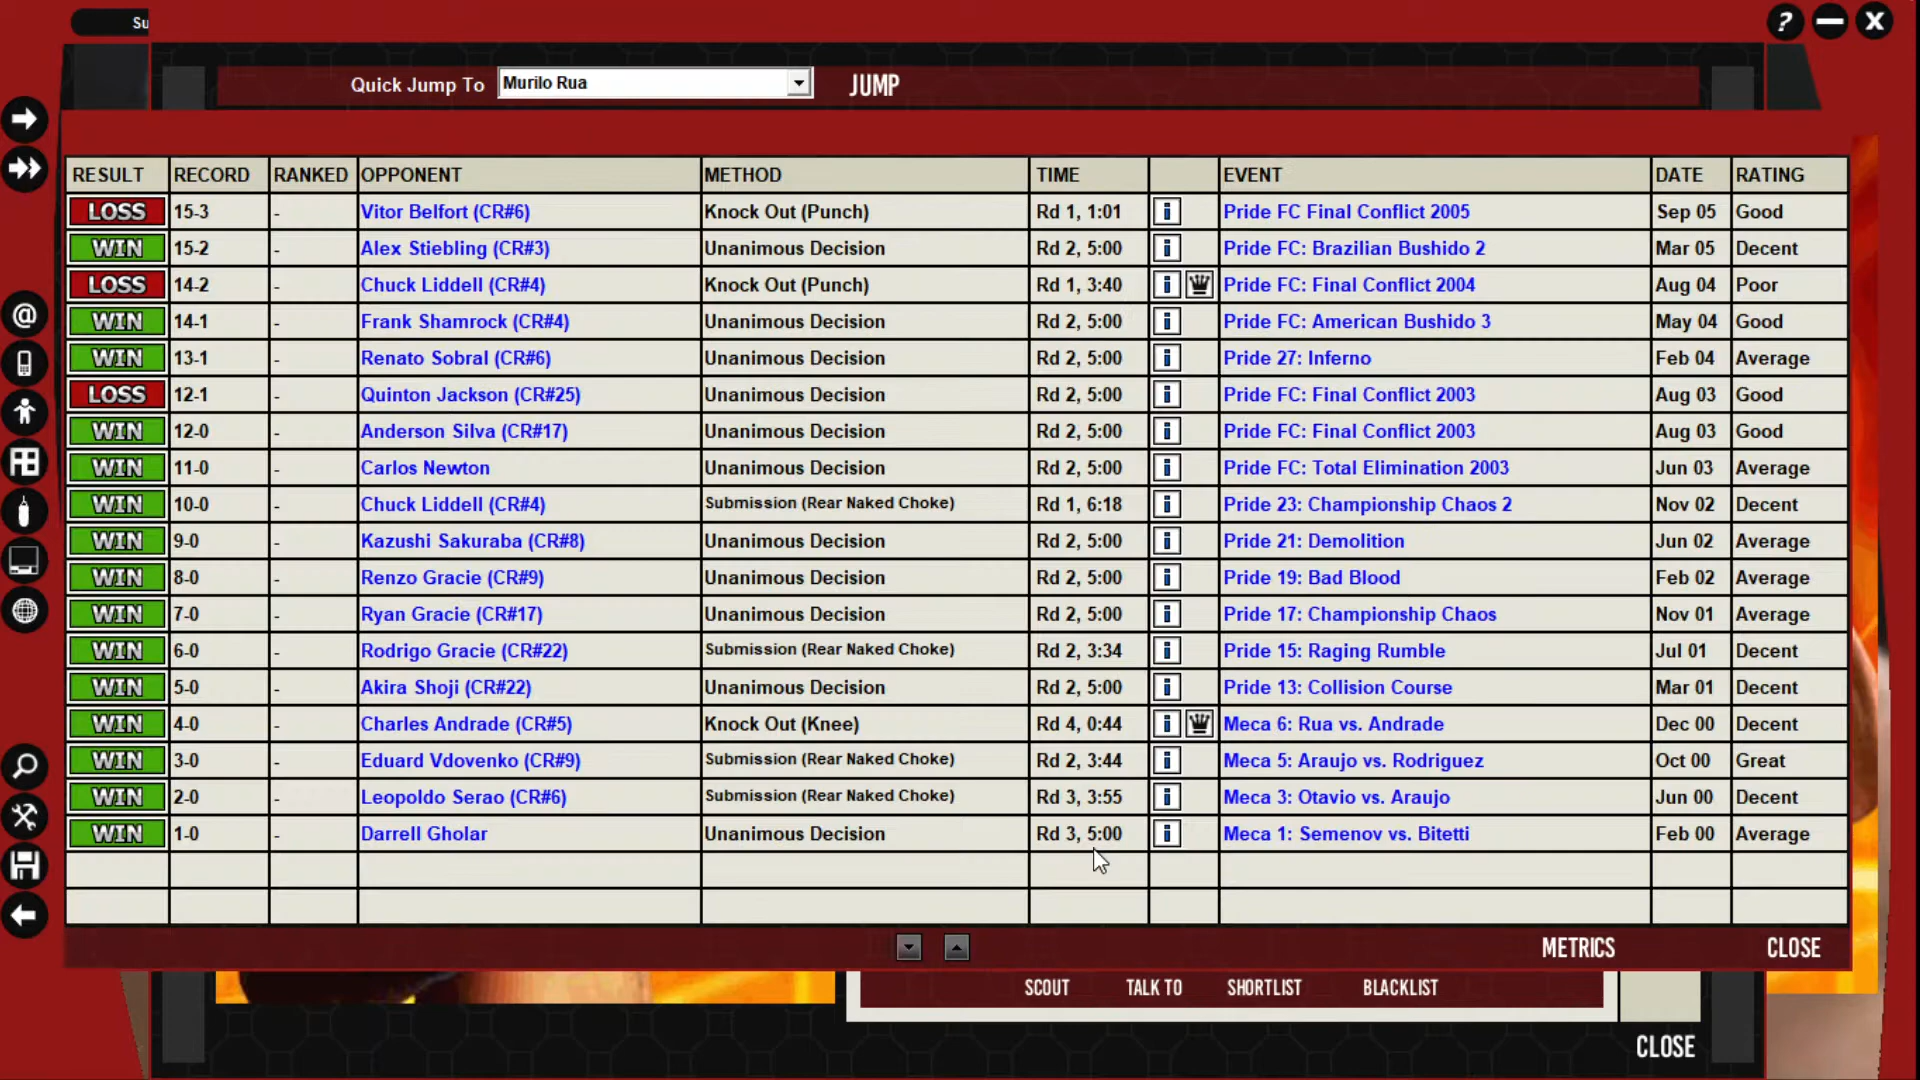 Su
? X
Quick Jump To Murilo Rua JUMP
RESULT RECORD RANKED OPPONENT METHOD TIME EVENT DATE RATING
LOSS 15-3 - Vitor Belfort (CR#6) Knock Out (Punch) Rd 1, 1:01 i Pride FC Final Conflict 2005 Sep 05 Good
WIN 15-2 - Alex Stiebling (CR#3) Unanimous Decision Rd 2, 5:00 i Pride FC: Brazilian Bushido 2 Mar 05 Decent
LOSS 14-2 - Chuck Liddell (CR#4) Knock Out (Punch) Rd 1, 3:40 i Pride FC: Final Conflict 2004 Aug 04 Poor
WIN 14-1 - Frank Shamrock (CR#4) Unanimous Decision Rd 2, 5:00 i Pride FC: American Bushido 3 May 04 Good
WIN 13-1 - Renato Sobral (CR#6) Unanimous Decision Rd 2, 5:00 i Pride 27: Inferno Feb 04 Average
LOSS 12-1 - Quinton Jackson (CR#25) Unanimous Decision Rd 2, 5:00 i Pride FC: Final Conflict 2003 Aug 03 Good
WIN 12-0 - Anderson Silva (CR#17) Unanimous Decision Rd 2, 5:00 i Pride FC: Final Conflict 2003 Aug 03 Good
WIN 11-0 - Carlos Newton Unanimous Decision Rd 2, 5:00 i Pride FC: Total Elimination 2003 Jun 03 Average
WIN 10-0 - Chuck Liddell (CR#4) Submission (Rear Naked Choke) Rd 1, 6:18 i Pride 23: Championship Chaos 2 Nov 02 Decent
WIN 9-0 - Kazushi Sakuraba (CR#8) Unanimous Decision Rd 2, 5:00 i Pride 21: Demolition Jun 02 Average
WIN 8-0 - Renzo Gracie (CR#9) Unanimous Decision Rd 2, 5:00 i Pride 19: Bad Blood Feb 02 Average
WIN 7-0 - Ryan Gracie (CR#17) Unanimous Decision Rd 2, 5:00 i Pride 17: Championship Chaos Nov 01 Average
WIN 6-0 - Rodrigo Gracie (CR#22) Submission (Rear Naked Choke) Rd 2, 3:34 i Pride 15: Raging Rumble Jul 01 Decent
WIN 5-0 - Akira Shoji (CR#22) Unanimous Decision Rd 2, 5:00 i Pride 13: Collision Course Mar 01 Decent
WIN 4-0 - Charles Andrade (CR#5) Knock Out (Knee) Rd 4, 0:44 i Meca 6: Rua vs. Andrade Dec 00 Decent
WIN 3-0 - Eduard Vdovenko (CR#9) Submission (Rear Naked Choke) Rd 2, 3:44 i Meca 5: Araujo vs. Rodriguez Oct 00 Great
WIN 2-0 - Leopoldo Serao (CR#6) Submission (Rear Naked Choke) Rd 3, 3:55 i Meca 3: Otavio vs. Araujo Jun 00 Decent
WIN 1-0 - Darrell Gholar Unanimous Decision Rd 3, 5:00 i Meca 1: Semenov vs. Bitetti Feb 00 Average
METRICS CLOSE
SCOUT TALK TO SHORTLIST BLACKLIST
CLOSE